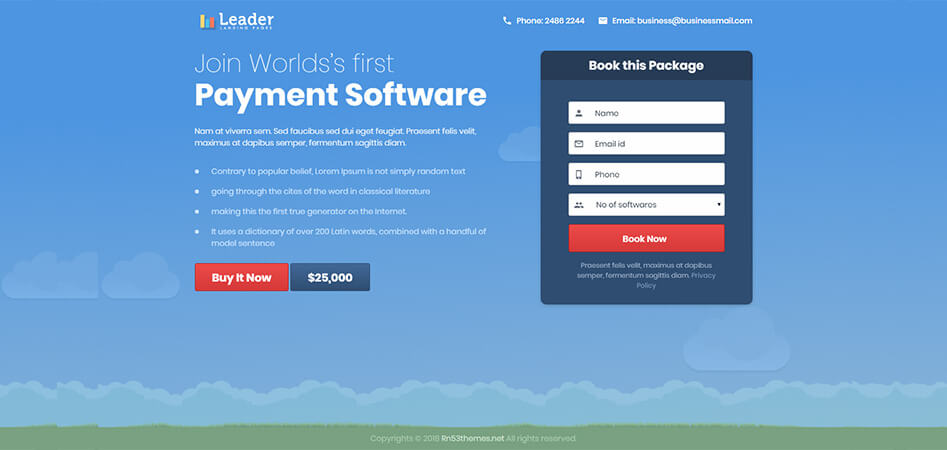 Leader
LANDING PAGES
Phone: 2486 2244
Email: business@businessmail.com
Join Worlds's first
Payment Software
Nam at viverra sem. Sed faucibus sed dui eget feugiat. Praesent felis velit,
maximus at dapibus semper, fermentum sagittis diam.
Contrary to popular belief, Lorem Ipsum is not simply random text
going through the cites of the word in classical literature
making this the first true generator on the Internet.
It uses a dictionary of over 200 Latin words, combined with a handful of
model sentence
Buy It Now
$25,000
Book this Package
Name
Email id
Phone
No of softwares
Book Now
Praesent felis velit, maximus at dapibus
semper, fermentum sagittis diam. Privacy
Policy
Copyrights © 2018 Rn53themes.net All rights reserved.